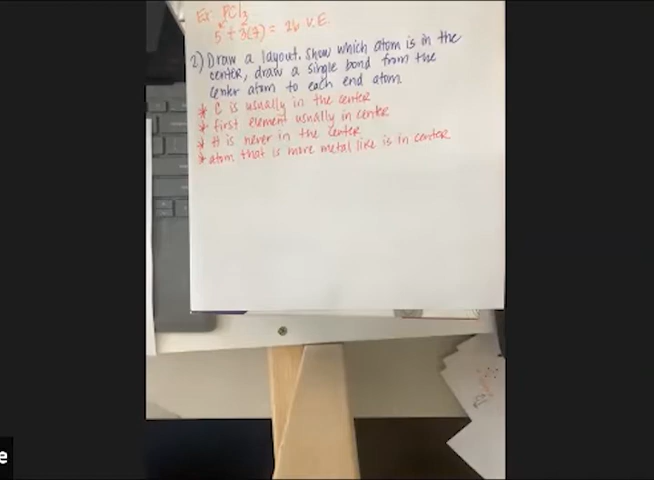 Ex: PCl3
5 + 3(7) = 26 V.E.
2) Draw a layout. Show which atom is in the
center, draw a single bond from the
center atom to each end atom.
* C is usually in the center
* first element usually in center
* H is never in the center
* atom that is more metal like is in center
e